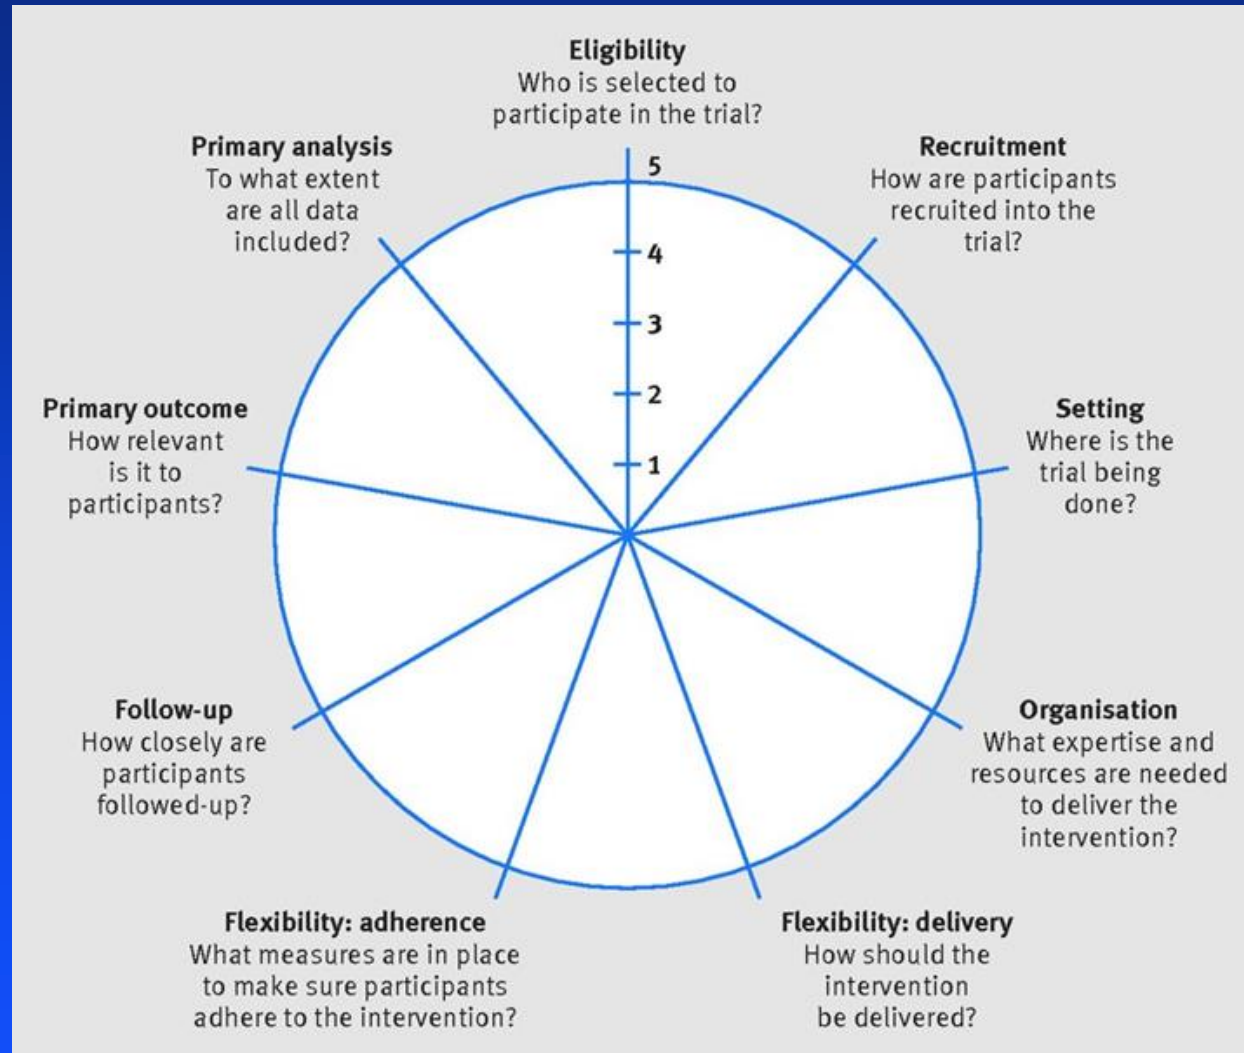 Eligibility
Who is selected to
participate in the trial?
Recruitment
How are participants
recruited into the
trial?
Setting
Where is the
trial being
done?
Organisation
What expertise and
resources are needed
to deliver the
intervention?
Flexibility: delivery
How should the
intervention
be delivered?
Flexibility: adherence
What measures are in place
to make sure participants
adhere to the intervention?
Follow-up
How closely are
participants
followed-up?
Primary outcome
How relevant
is it to
participants?
Primary analysis
To what extent
are all data
included?
5
4
3
2
1